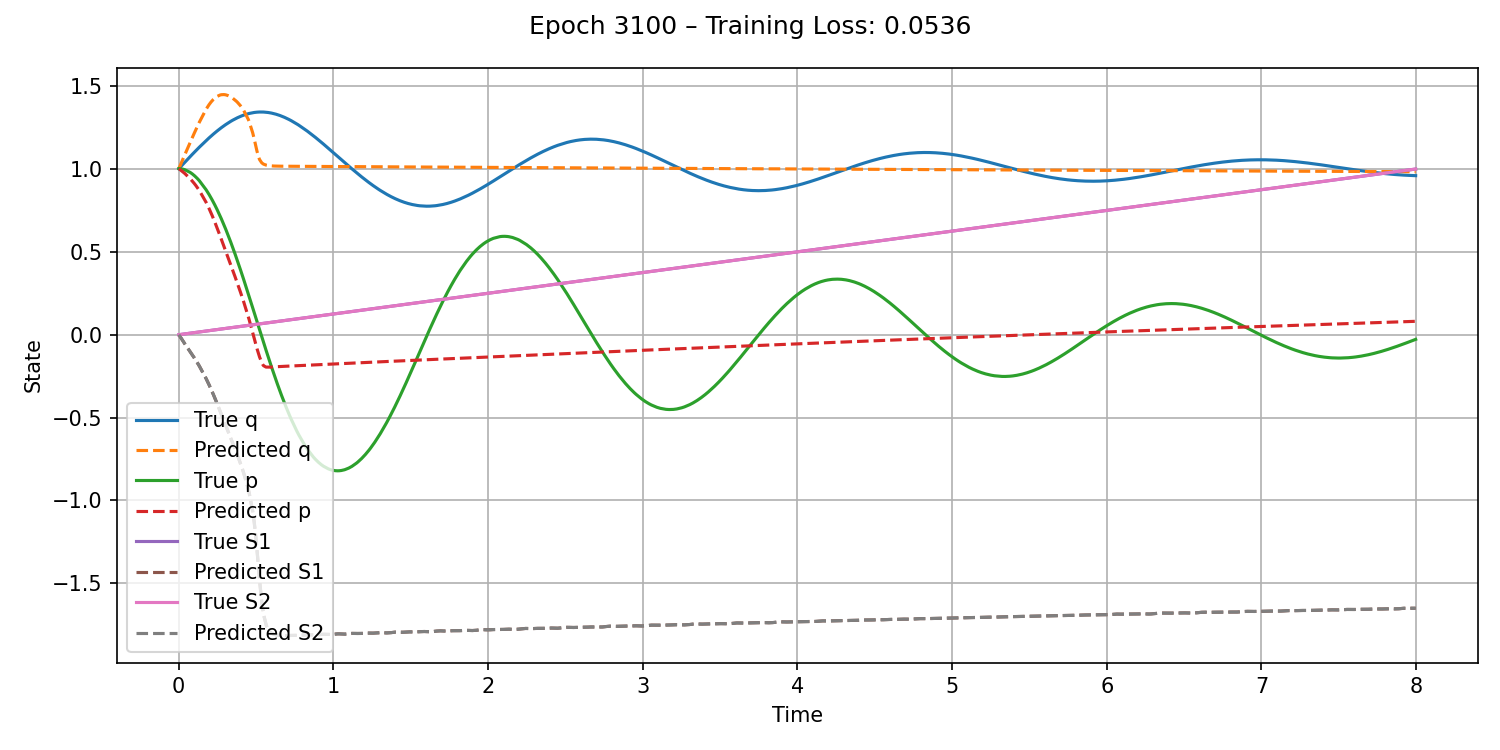 Epoch 3100 – Training Loss: 0.0536
1.5
1.0
0.5
0.0
−0.5
−1.0
−1.5
State
True q
Predicted q
True p
Predicted p
True S1
Predicted S1
True S2
Predicted S2
0 1 2 3 4 5 6 7 8
Time